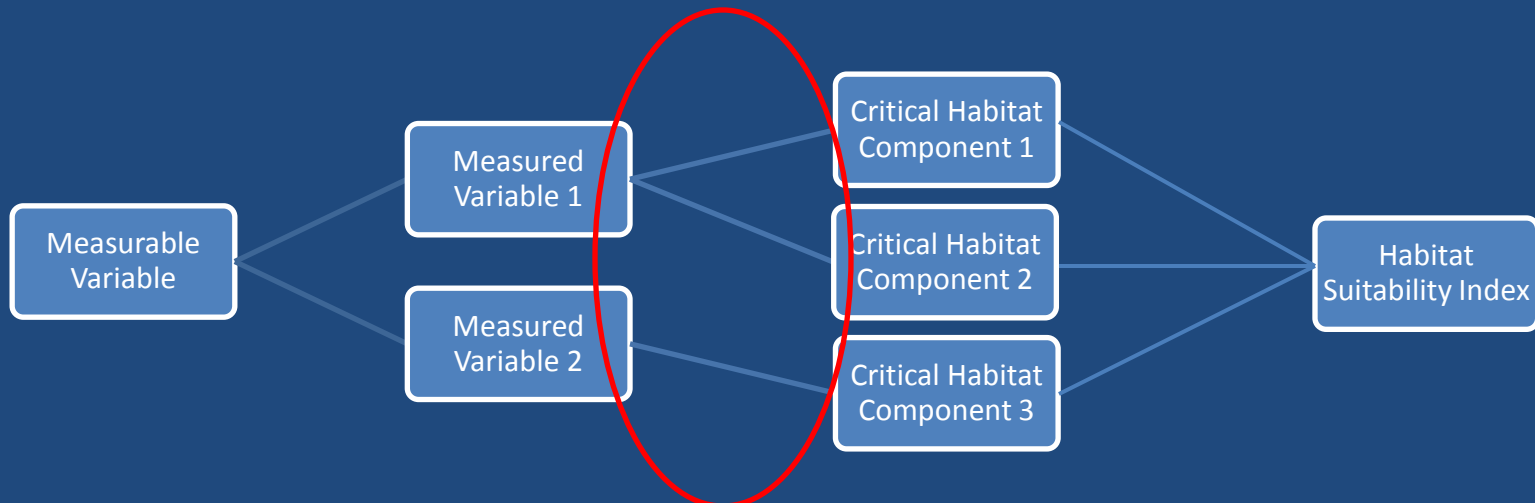 Measurable
Variable
Measured
Variable 1
Measured
Variable 2
Critical Habitat
Component 1
Critical Habitat
Component 2
Critical Habitat
Component 3
Habitat
Suitability Index